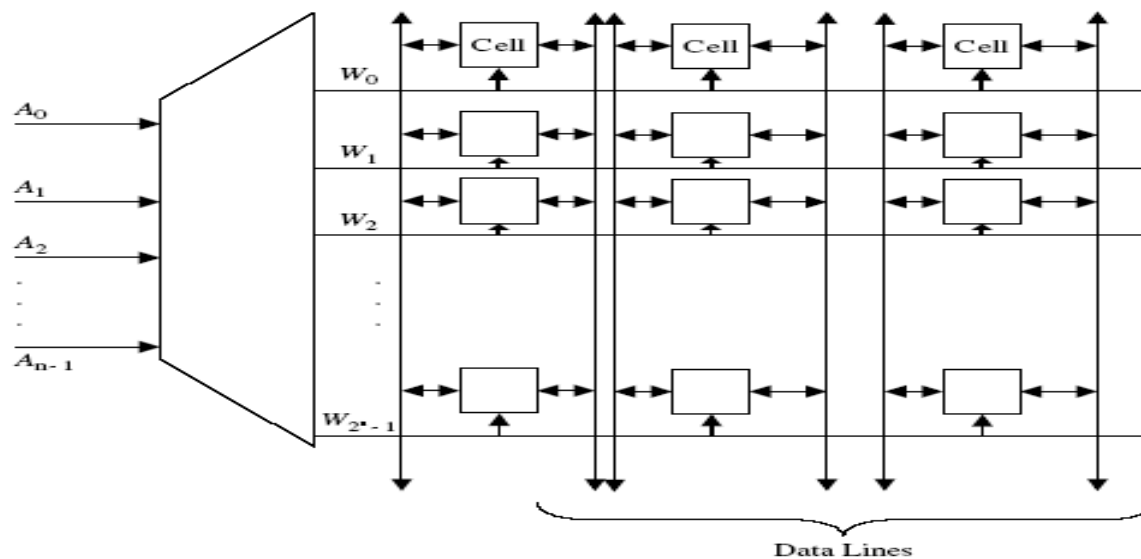 Cell Cell Cell
W0
A0
W1
A1
W2
A2
An-1
W2n-1
Data Lines